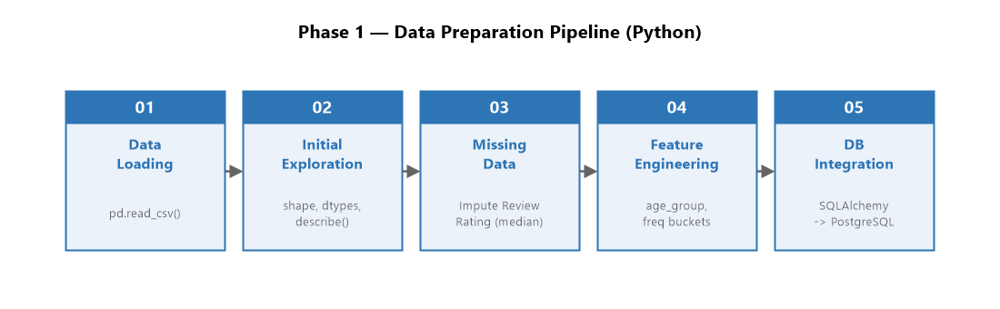 Phase 1 — Data Preparation Pipeline (Python)
01
Data
Loading
pd.read_csv()
02
Initial
Exploration
shape, dtypes,
describe()
03
Missing
Data
Impute Review
Rating (median)
04
Feature
Engineering
age_group,
freq buckets
05
DB
Integration
SQLAlchemy
-> PostgreSQL